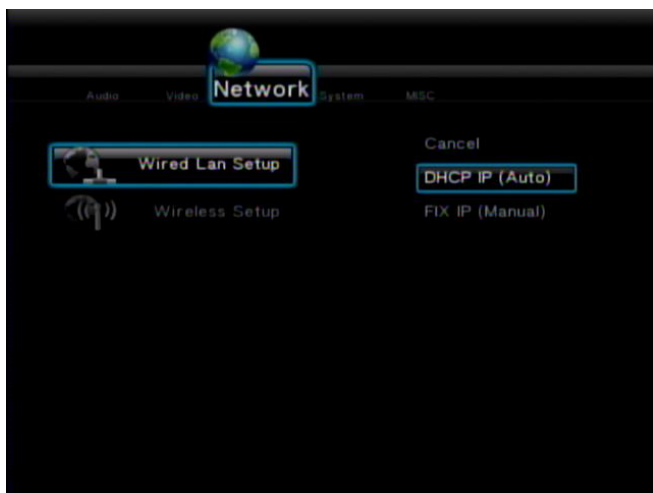 Audio Video Network System MISC
Wired Lan Setup
Wireless Setup
Cancel
DHCP IP (Auto)
FIX IP (Manual)